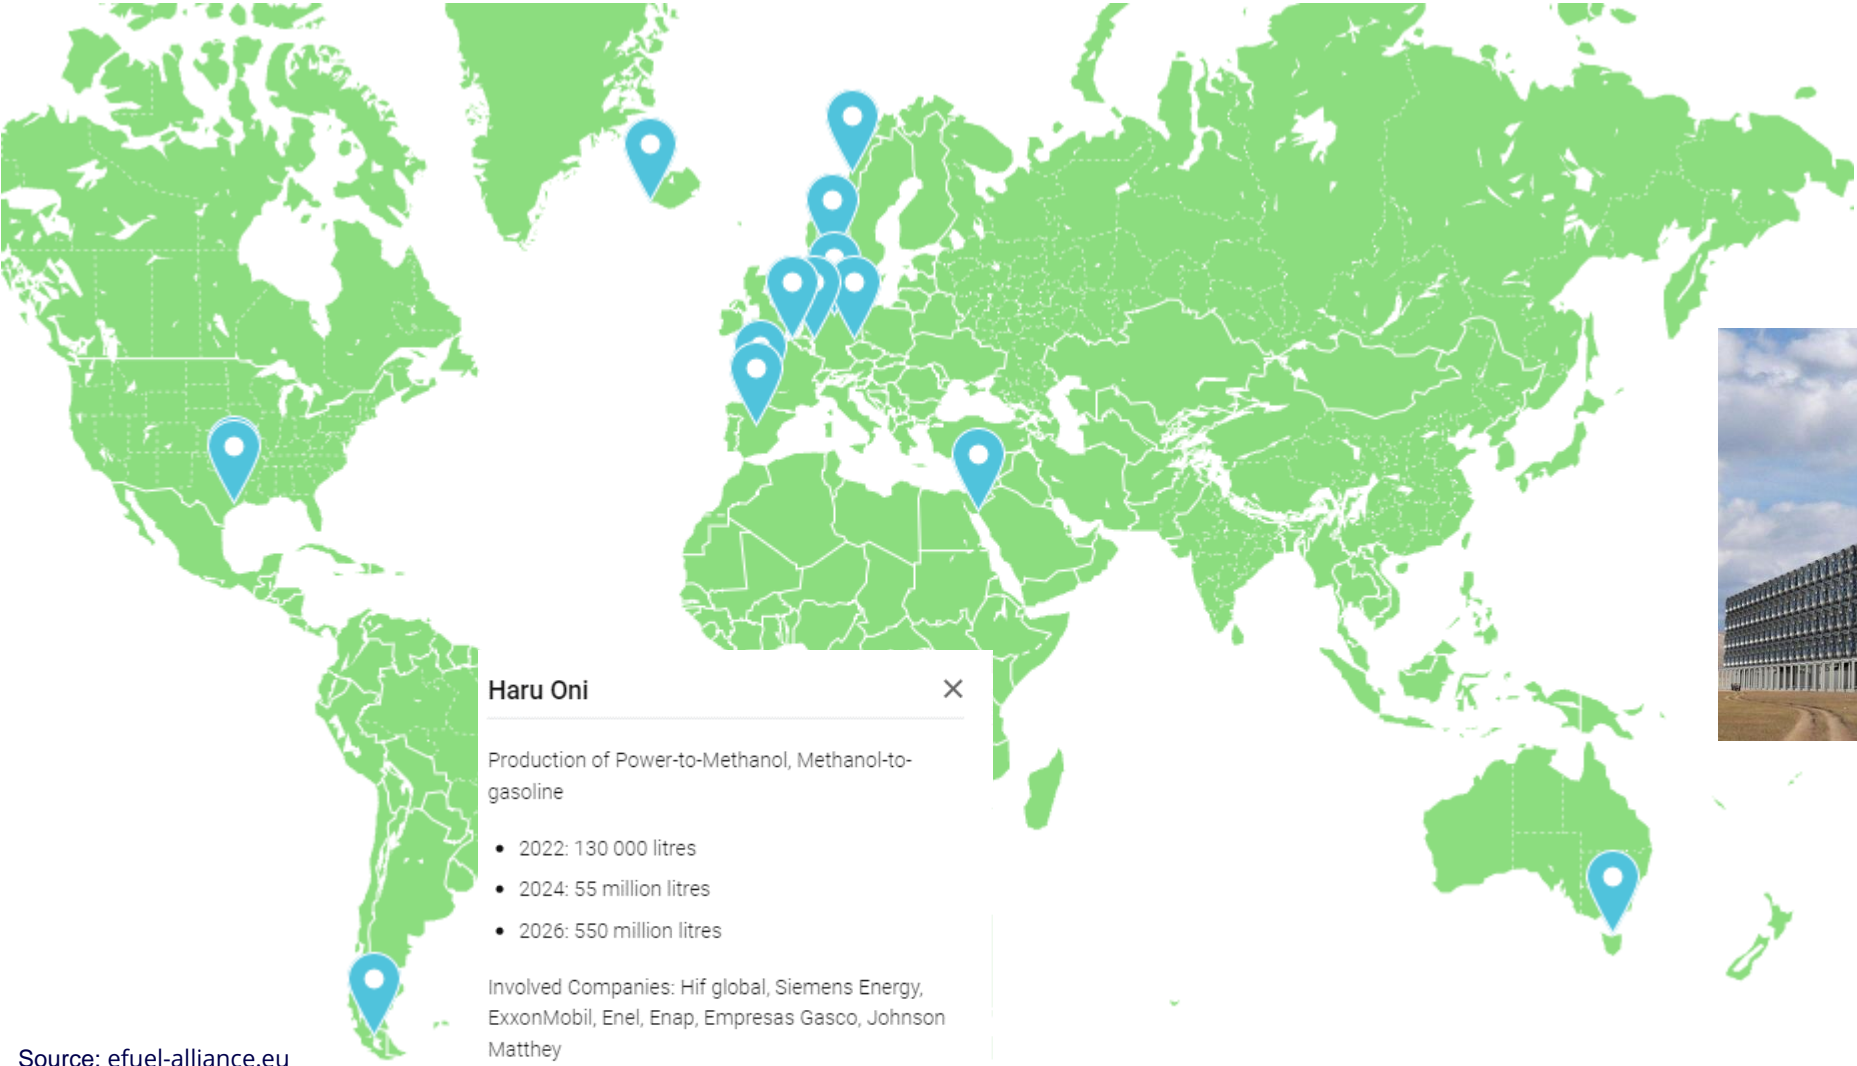 Haru Oni
Production of Power-to-Methanol, Methanol-to-
gasoline
• 2022: 130 000 litres
• 2024: 55 million litres
• 2026: 550 million litres
Involved Companies: Hif global, Siemens Energy,
ExxonMobil, Enel, Enap, Empresas Gasco, Johnson
Matthey
Source: efuel-alliance.eu